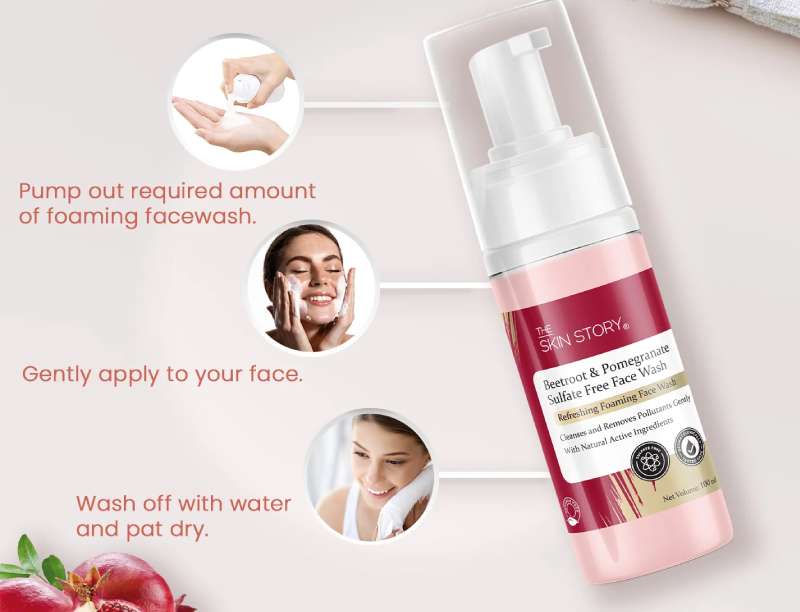 Pump out required amount
of foaming facewash.
Gently apply to your face.
Wash off with water
and pat dry.
THE
SKIN STORY®
Beetroot & Pomegranate
Sulfate Free Face Wash
Refreshing Foaming Face Wash
Cleanses and Removes Pollutants Gently
With Natural Active Ingredients
Net Volume: 100 ml